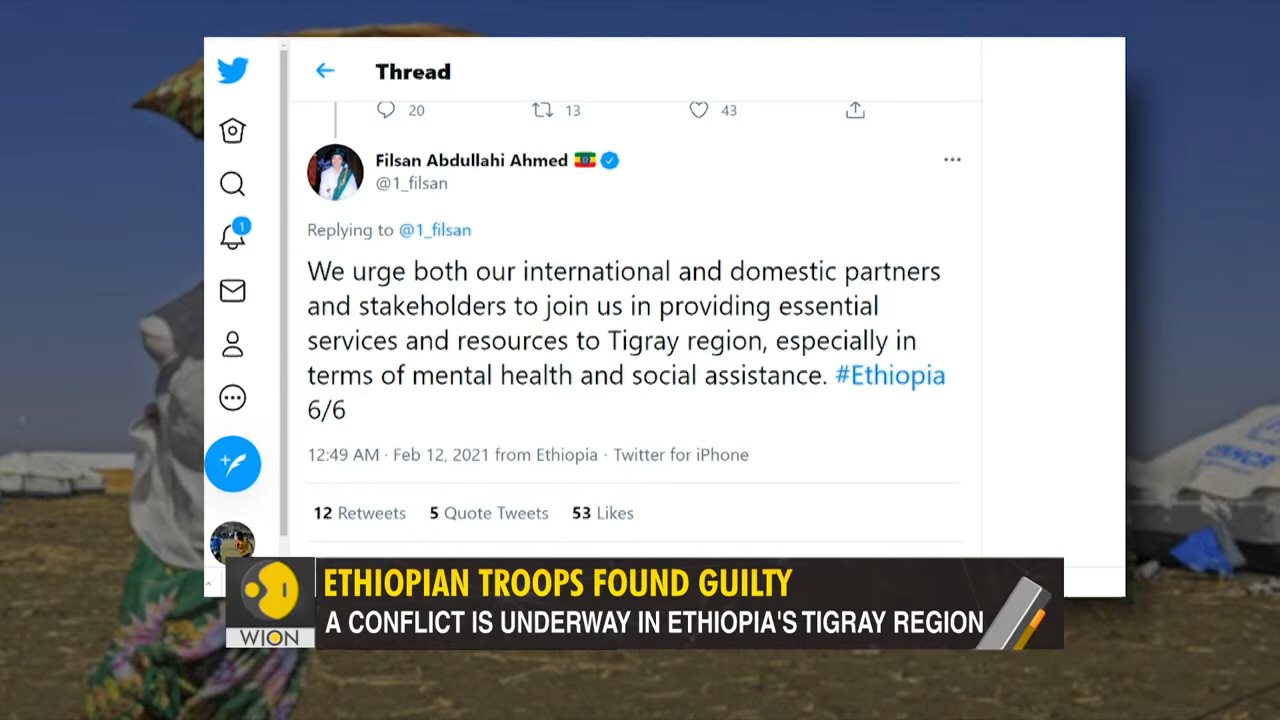 Thread
20 13 43
Filsan Abdullahi Ahmed
@1_filsan
Replying to @1_filsan
We urge both our international and domestic partners
and stakeholders to join us in providing essential
services and resources to Tigray region, especially in
terms of mental health and social assistance. #Ethiopia
6/6
12:49 AM · Feb 12, 2021 from Ethiopia · Twitter for iPhone
12 Retweets 5 Quote Tweets 53 Likes
1
ETHIOPIAN TROOPS FOUND GUILTY
A CONFLICT IS UNDERWAY IN ETHIOPIA'S TIGRAY REGION
WION
UNHCR